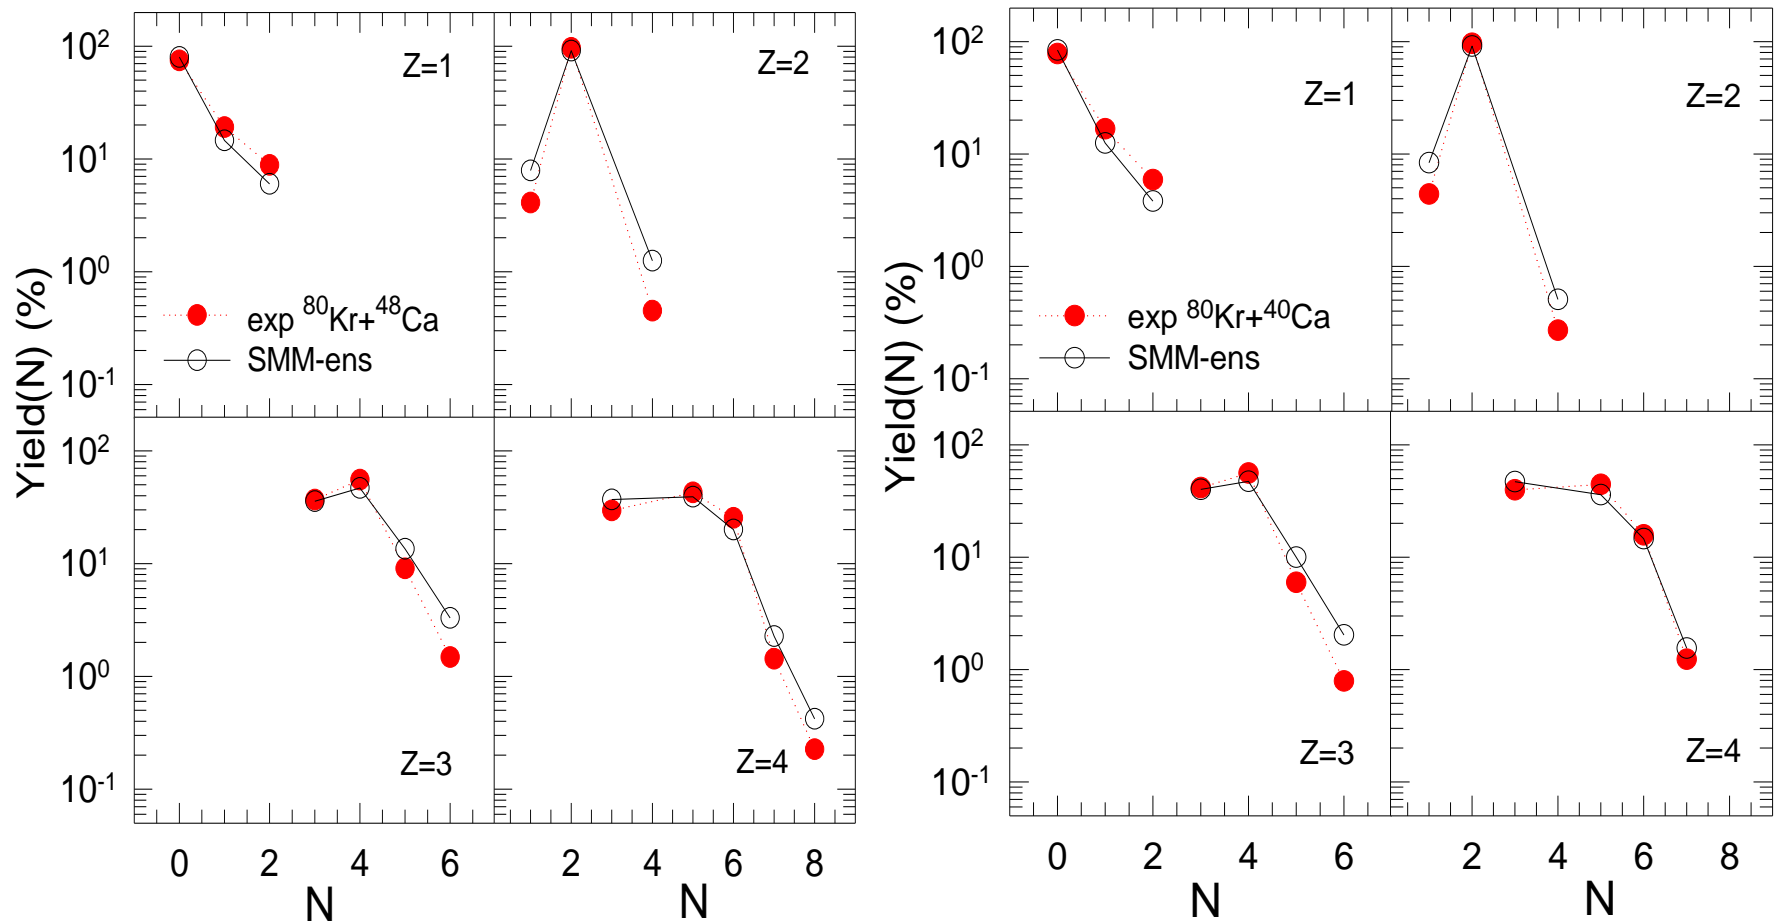 Yield(N) (%)
10²
10¹
10⁰
10⁻¹
Z=1
Z=2
exp ⁸⁰Kr+⁴⁸Ca
SMM-ens
10²
10¹
10⁰
10⁻¹
Z=3
Z=4
0 2 4 6 2 4 6 8
N N
Yield(N) (%)
10²
10¹
10⁰
10⁻¹
Z=1
Z=2
exp ⁸⁰Kr+⁴⁰Ca
SMM-ens
10²
10¹
10⁰
10⁻¹
Z=3
Z=4
0 2 4 6 2 4 6 8
N N